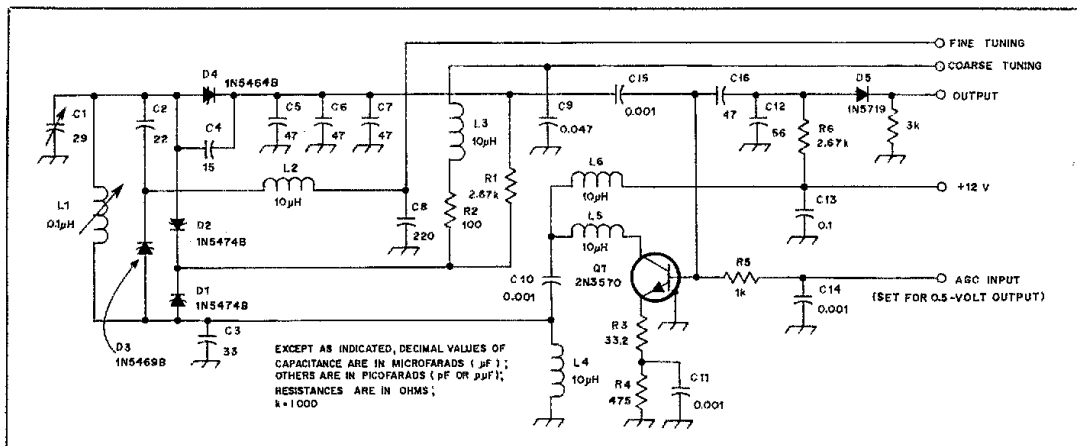 FINE TUNING
COARSE TUNING
D4
1N5464B
C15
0.001
C16
47
D5
1N5719
OUTPUT
C1
29
C2
22
C5
47
C6
47
C7
47
C9
0.047
C12
56
R6
2.67k
3k
C4
15
L3
10µH
L1
0.1µH
L2
10µH
R1
2.67k
L6
10µH
+12 V
D2
1N5474B
C8
220
R2
100
L5
10µH
C13
0.1
Q1
2N3570
R5
1k
AGC INPUT
(SET FOR 0.5-VOLT OUTPUT)
D1
1N5474B
C10
0.001
C14
0.001
C3
33
R3
33.2
D3
1N5469B
EXCEPT AS INDICATED, DECIMAL VALUES OF
CAPACITANCE ARE IN MICROFARADS ( µF ) ;
OTHERS ARE IN PICOFARADS ( pF OR µµF);
RESISTANCES ARE IN OHMS;
k=1000
L4
10µH
R4
475
C11
0.001